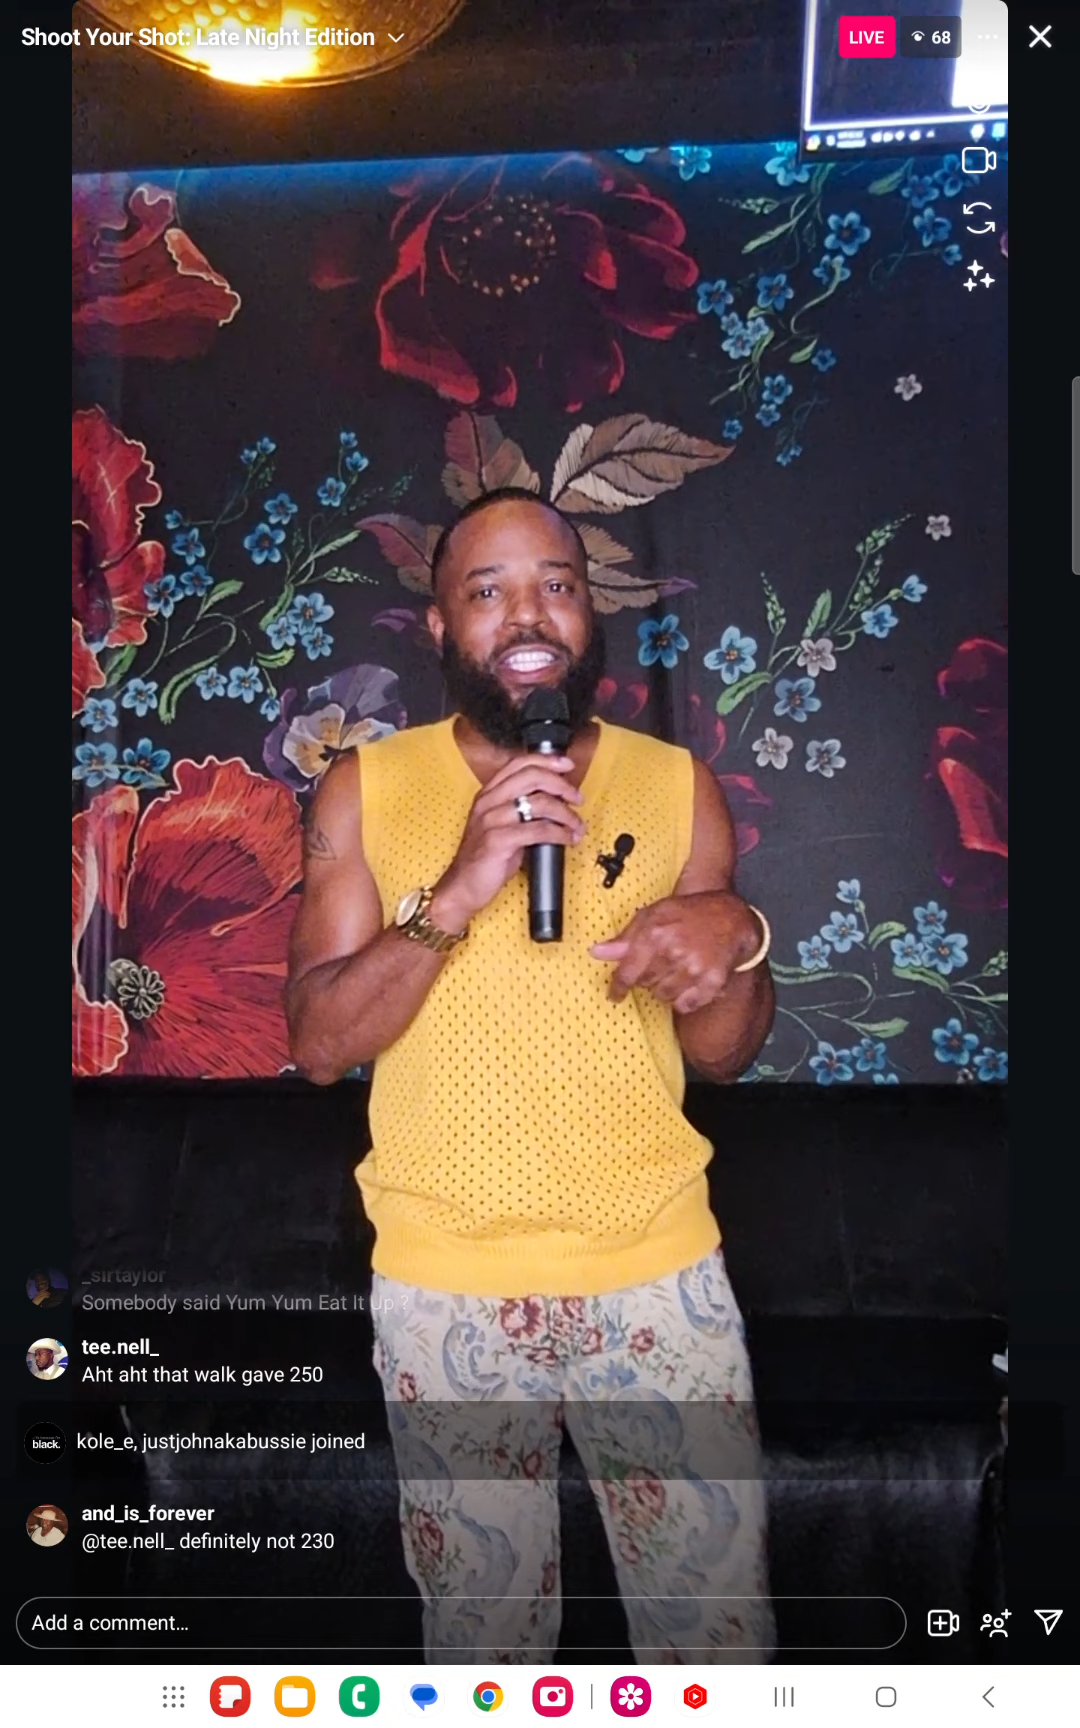 Shoot Your Shot: Late Night Edition
LIVE
68
_sirtaylor
Somebody said Yum Yum Eat It Up ?
tee.nell_
Aht aht that walk gave 250
black.
kole_e, justjohnakabussie joined
and_is_forever
@tee.nell_ definitely not 230
Add a comment...